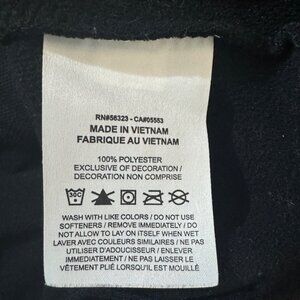 RN#56323 - CA#05553
MADE IN VIETNAM
FABRIQUE AU VIETNAM
100% POLYESTER
EXCLUSIVE OF DECORATION /
DECORATION NON COMPRISE
30C
WASH WITH LIKE COLORS / DO NOT USE
SOFTENERS / REMOVE IMMEDIATELY / DO
NOT ALLOW TO LAY ON ITSELF WHEN WET
LAVER AVEC COULEURS SIMILAIRES / NE PAS
UTILISER D'ADOUCISSEUR / ENLEVER
IMMEDIATEMENT / NE PAS LAISSER LE
VÊTEMENT PLIÉ LORSQU'IL EST MOUILLÉ